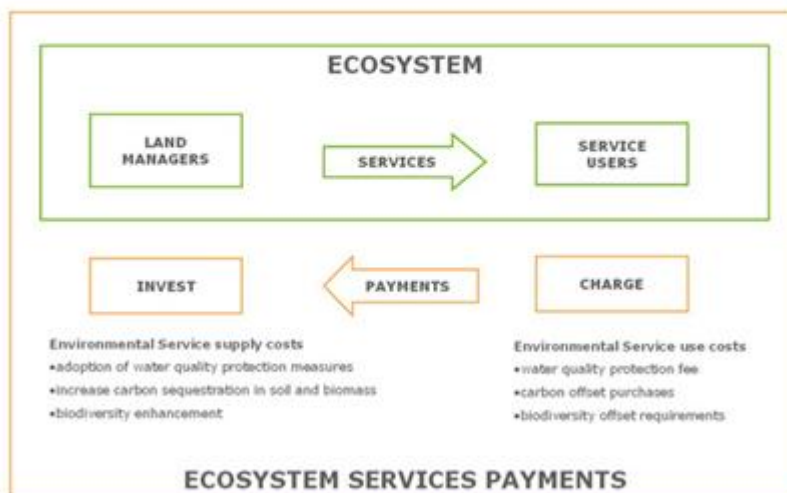 ECOSYSTEM
LAND
MANAGERS
SERVICES
SERVICE
USERS
INVEST
PAYMENTS
CHARGE
Environmental Service supply costs
•adoption of water quality protection measures
•increase carbon sequestration in soil and biomass
•biodiversity enhancement
Environmental Service use costs
•water quality protection fee
•carbon offset purchases
•biodiversity offset requirements
ECOSYSTEM SERVICES PAYMENTS